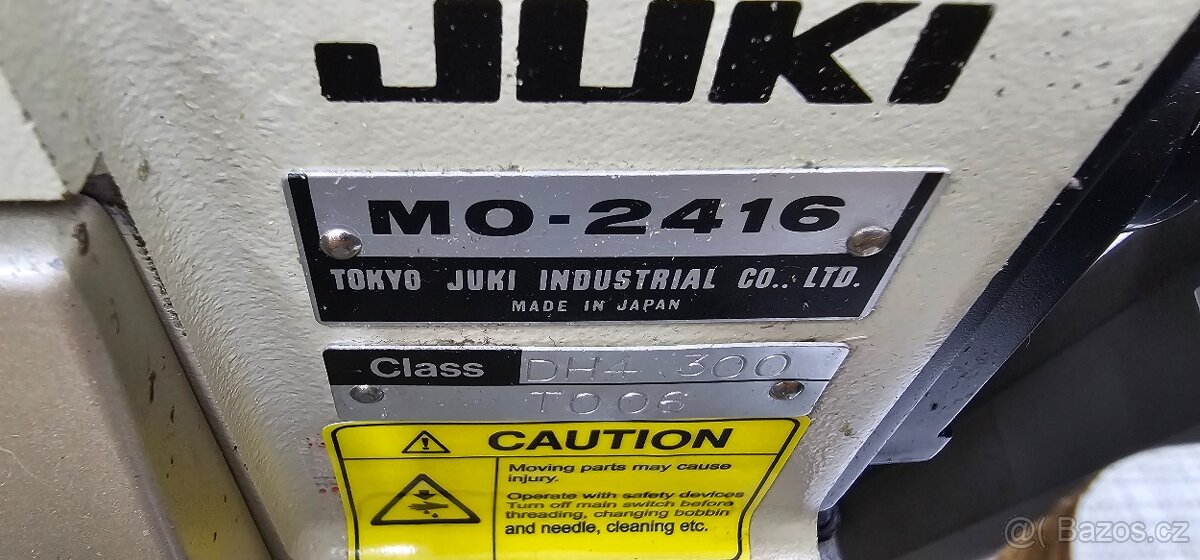 JUKI
MO-2416
TOKYO JUKI INDUSTRIAL CO., LTD.
MADE IN JAPAN
Class DH4 300
T006
CAUTION
Moving parts may cause
injury.
Operate with safety devices
Turn off main switch before
threading, changing bobbin
and needle, cleaning etc.
@ Bazos.cz